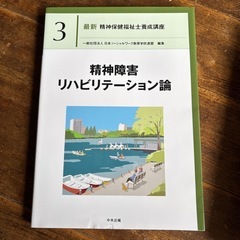 3
最新 精神保健福祉士養成講座
一般社団法人 日本ソーシャルワーク教育学校連盟 編集
精神障害
リハビリテーション論
中央法規